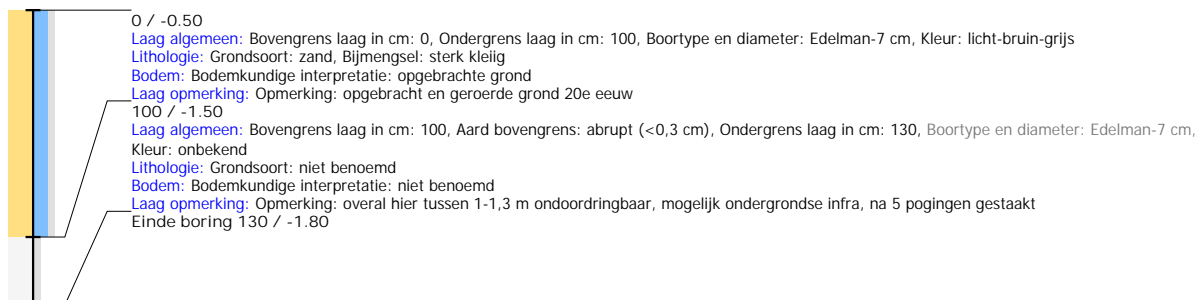 0 / -0.50
Laag algemeen: Bovengrens laag in cm: 0, Ondergrens laag in cm: 100, Boortype en diameter: Edelman-7 cm, Kleur: licht-bruin-grijs
Lithologie: Grondsoort: zand, Bijmengsel: sterk kleiig
Bodem: Bodemkundige interpretatie: opgebrachte grond
Laag opmerking: Opmerking: opgebracht en geroerde grond 20e eeuw
100 / -1.50
Laag algemeen: Bovengrens laag in cm: 100, Aard bovengrens: abrupt (<0,3 cm), Ondergrens laag in cm: 130, Boortype en diameter: Edelman-7 cm,
Kleur: onbekend
Lithologie: Grondsoort: niet benoemd
Bodem: Bodemkundige interpretatie: niet benoemd
Laag opmerking: Opmerking: overal hier tussen 1-1,3 m ondoordringbaar, mogelijk ondergrondse infra, na 5 pogingen gestaakt
Einde boring 130 / -1.80